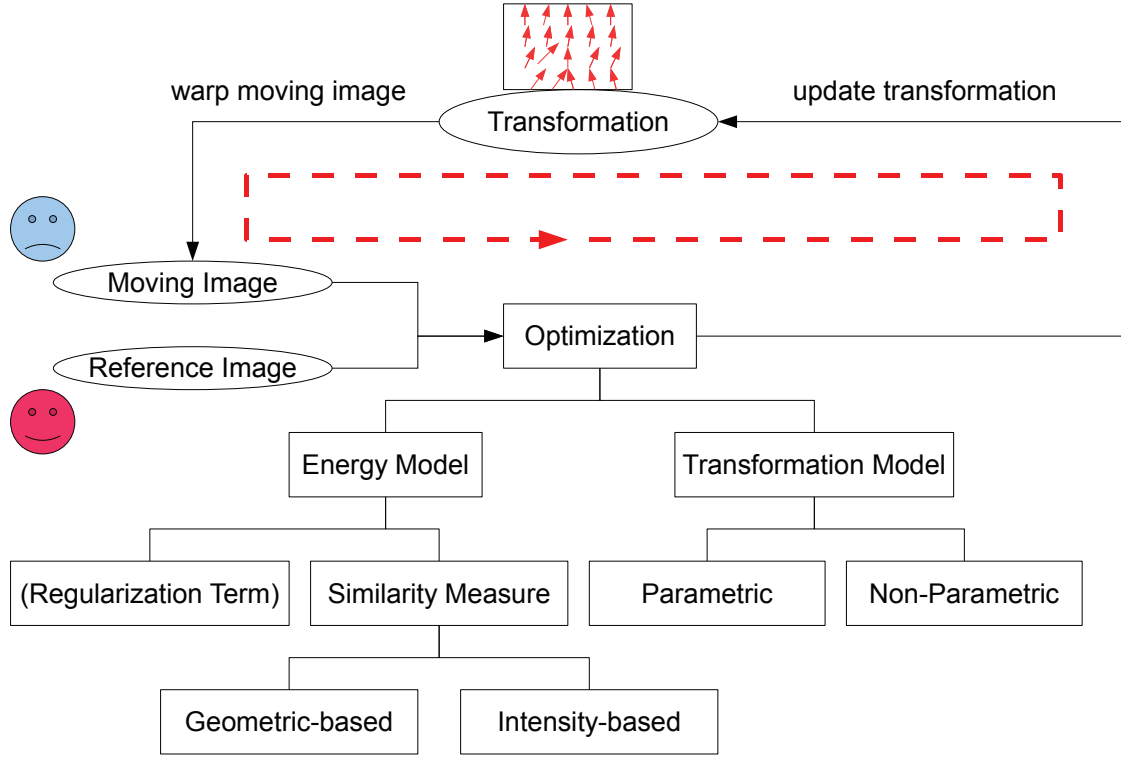 warp moving image
update transformation
Transformation
Moving Image
Optimization
Reference Image
Energy Model
Transformation Model
(Regularization Term)
Similarity Measure
Parametric
Non-Parametric
Geometric-based
Intensity-based